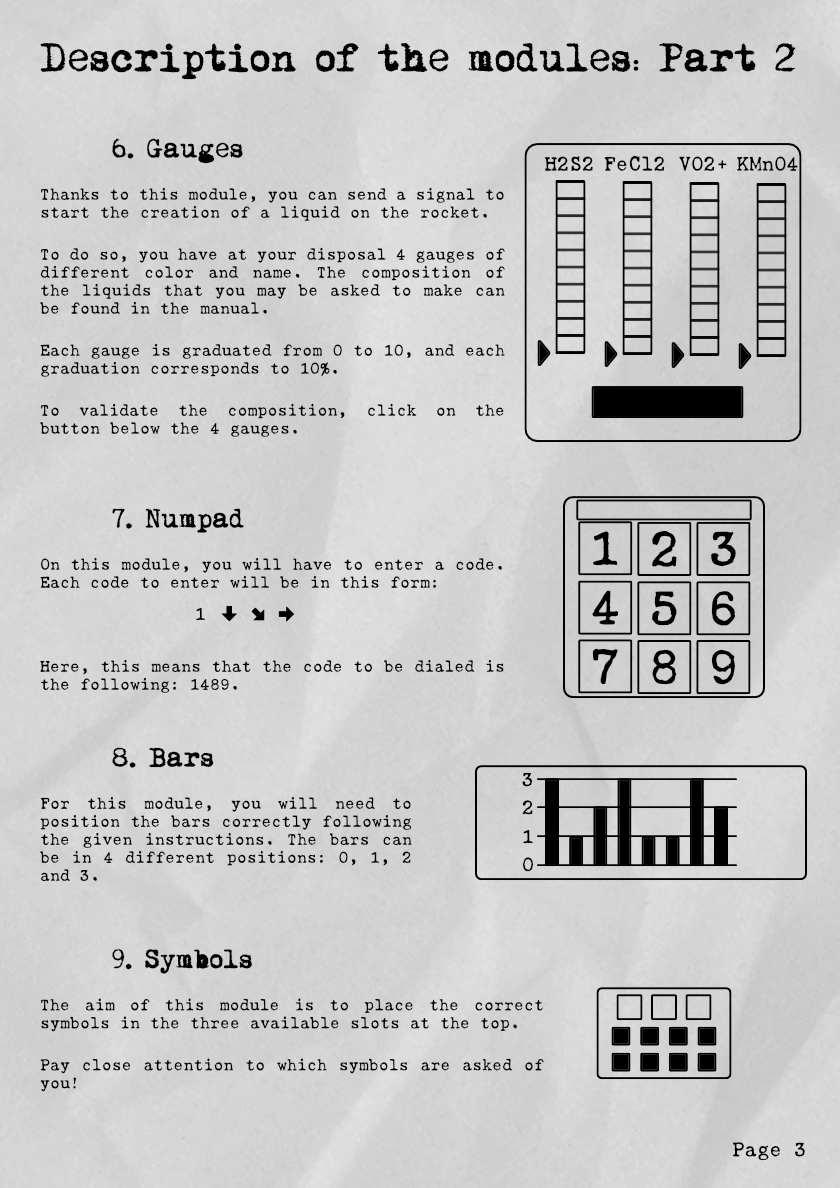 Description of the modules: Part 2
6. Gauges
Thanks to this module, you can send a signal to
start the creation of a liquid on the rocket.
To do so, you have at your disposal 4 gauges of
different color and name. The composition of
the liquids that you may be asked to make can
be found in the manual.
Each gauge is graduated from 0 to 10, and each
graduation corresponds to 10%.
To validate the composition, click on the
button below the 4 gauges.
H2S2 FeCl2 VO2+ KMnO4
7. Numpad
On this module, you will have to enter a code.
Each code to enter will be in this form:
1 ⬇ ⬊ ➡
Here, this means that the code to be dialed is
the following: 1489.
1 2 3
4 5 6
7 8 9
8. Bars
For this module, you will need to
position the bars correctly following
the given instructions. The bars can
be in 4 different positions: 0, 1, 2
and 3.
3
2
1
0
9. Symbols
The aim of this module is to place the correct
symbols in the three available slots at the top.
Pay close attention to which symbols are asked of
you!
Page 3